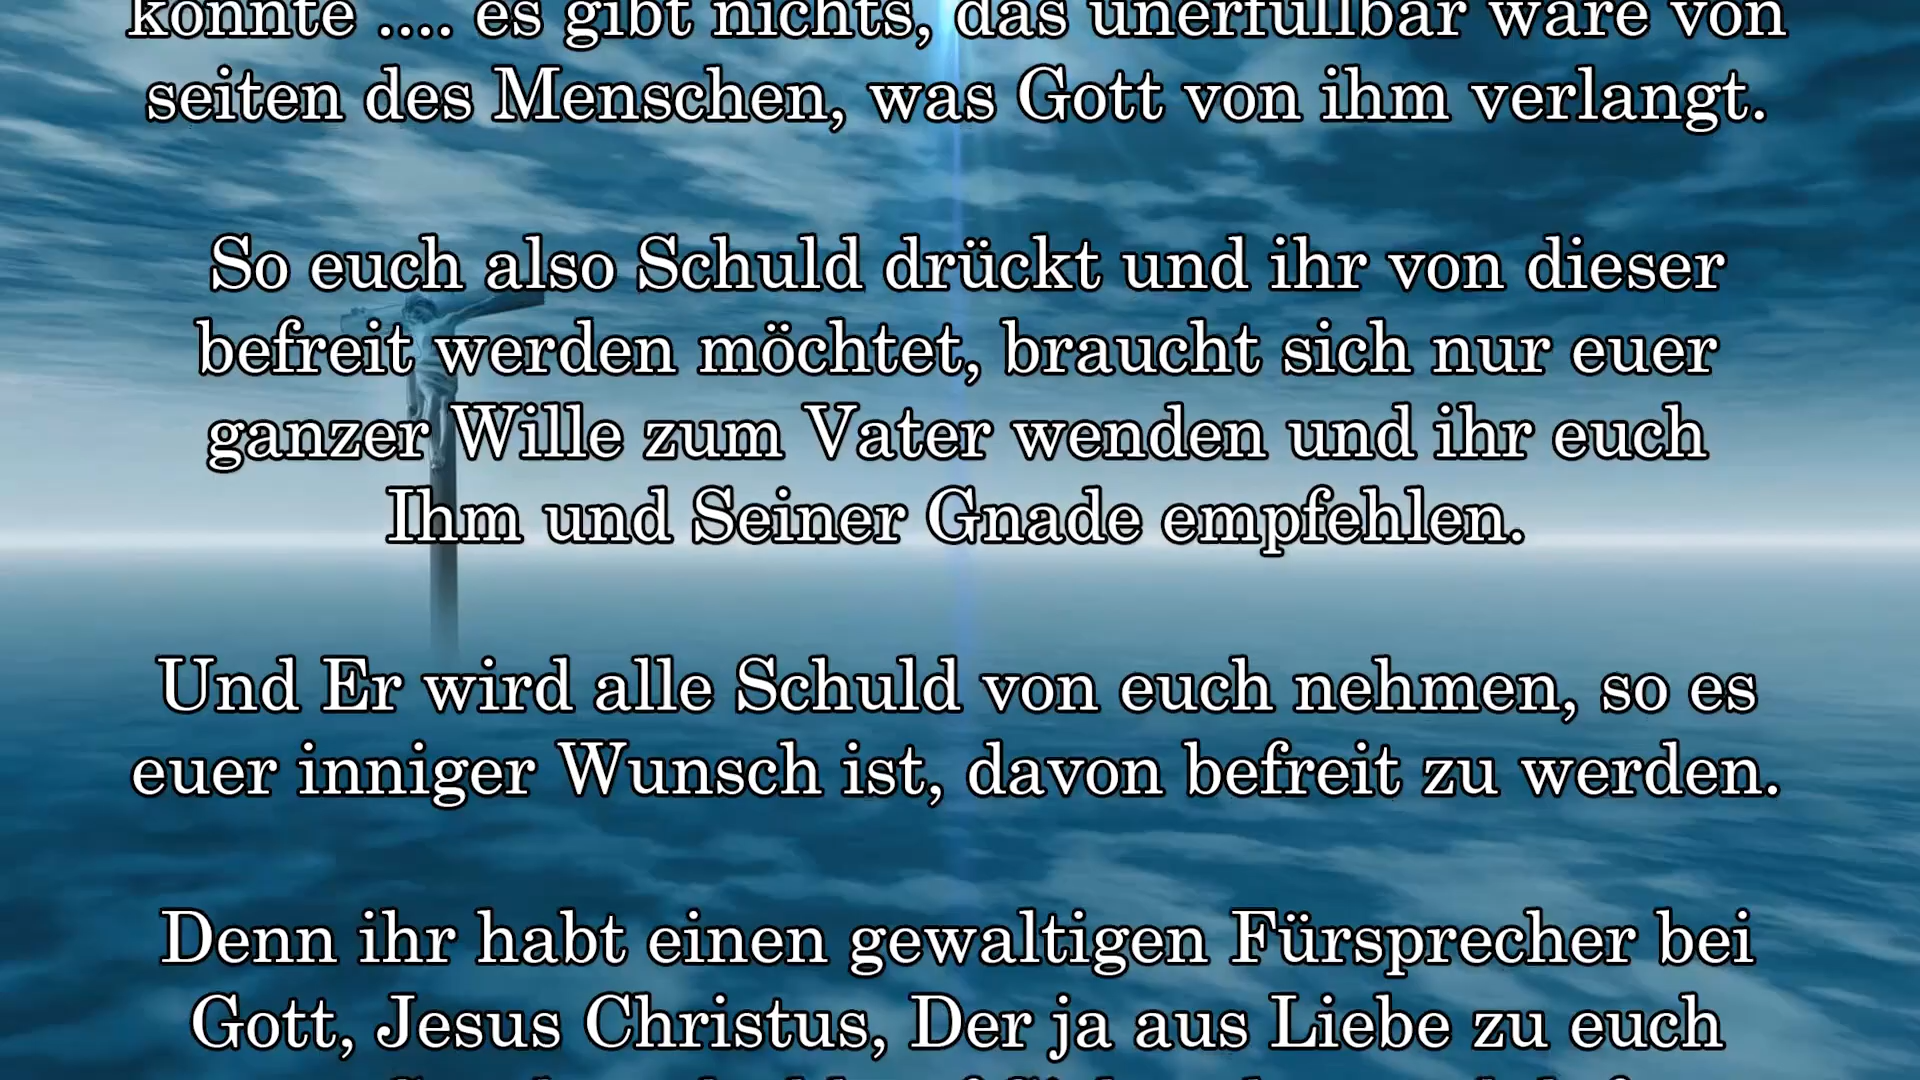 könnte .... es gibt nichts, das unerfüllbar wäre von
seiten des Menschen, was Gott von ihm verlangt.
So euch also Schuld drückt und ihr von dieser
befreit werden möchtet, braucht sich nur euer
ganzer Wille zum Vater wenden und ihr euch
Ihm und Seiner Gnade empfehlen.
Und Er wird alle Schuld von euch nehmen, so es
euer inniger Wunsch ist, davon befreit zu werden.
Denn ihr habt einen gewaltigen Fürsprecher bei
Gott, Jesus Christus, Der ja aus Liebe zu euch